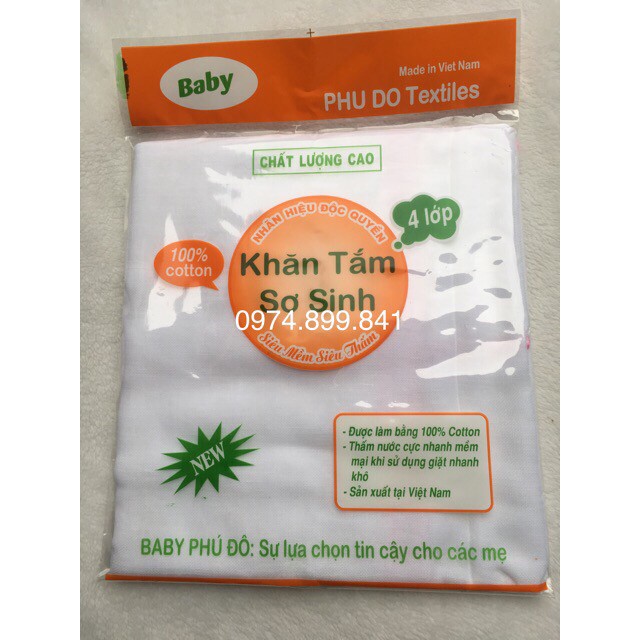 Baby
Made in Viet Nam
PHU DO Textiles
CHẤT LƯỢNG CAO
NHÃN HIỆU ĐỘC QUYỀN
4 lớp
100%
cotton
Khăn Tắm
Sơ Sinh
0974.899.841
Siêu Mềm Siêu Thấm
- Được làm bằng 100% Cotton
- Thấm nước cực nhanh mềm
mại khi sử dụng giặt nhanh
khô
- Sản xuất tại Việt Nam
NEW
BABY PHÚ ĐÔ: Sự lựa chọn tin cậy cho các mẹ